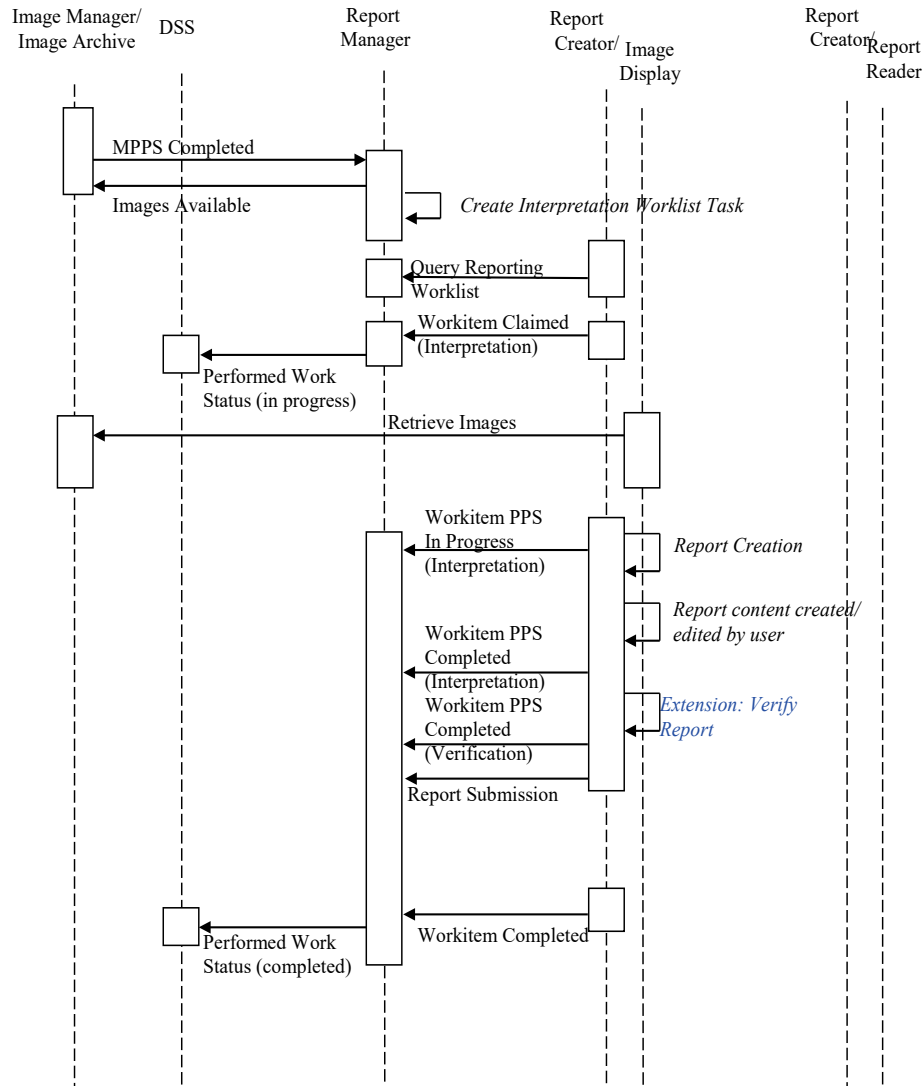 Image Manager/
Image Archive
DSS
Report
Manager
Report
Creator/
Image
Display
Report
Creator/
Report
Reader
MPPS Completed
Images Available
Create Interpretation Worklist Task
Query Reporting
Worklist
Workitem Claimed
(Interpretation)
Performed Work
Status (in progress)
Retrieve Images
Workitem PPS
In Progress
(Interpretation)
Report Creation
Report content created/
edited by user
Workitem PPS
Completed
(Interpretation)
Workitem PPS
Completed
(Verification)
Extension: Verify
Report
Report Submission
Workitem Completed
Performed Work
Status (completed)